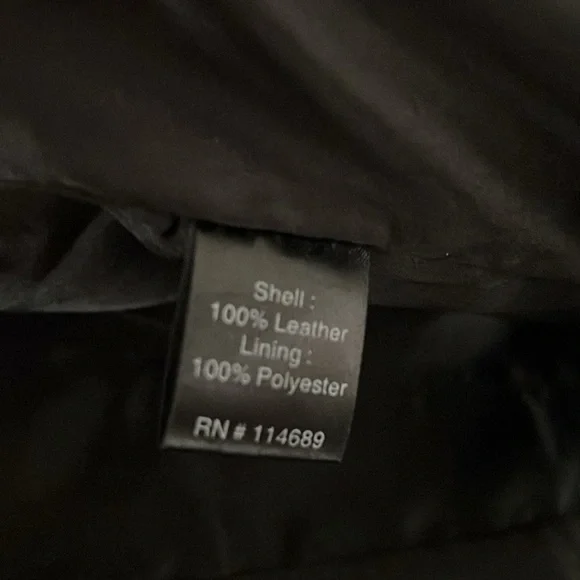 Shell :
100% Leather
Lining :
100% Polyester
RN # 114689